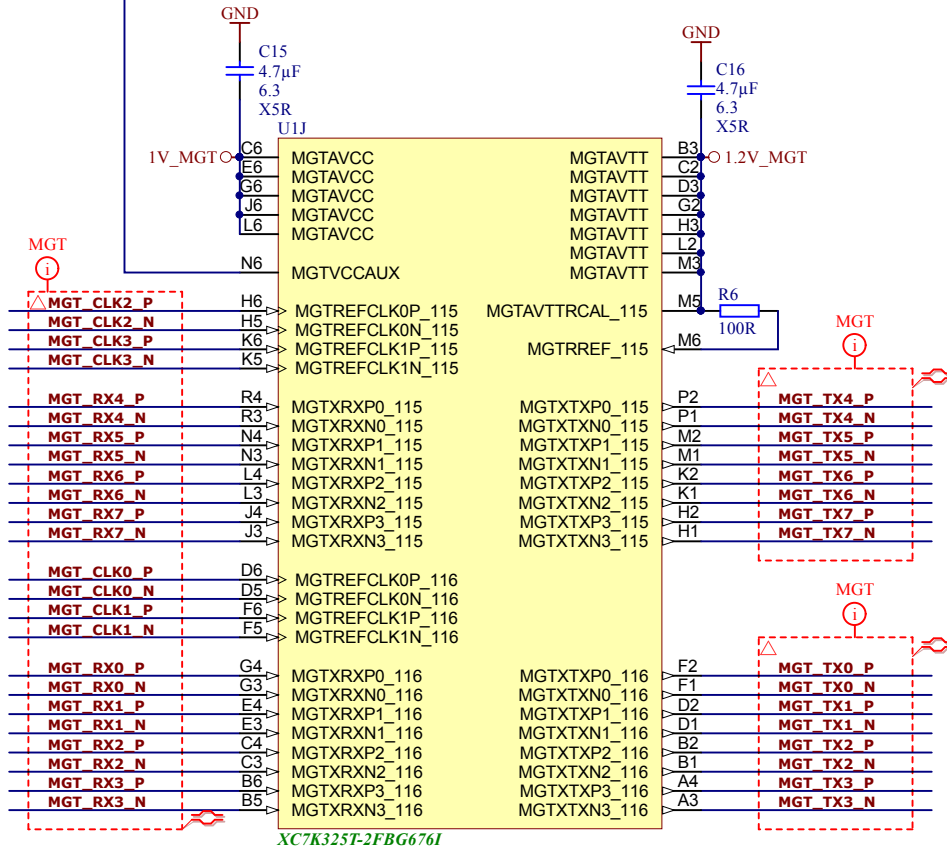 GND
C15
4.7µF
6.3
X5R
GND
C16
4.7µF
6.3
X5R
U1J
1V_MGT
C6 MGTAVCC
E6 MGTAVCC
G6 MGTAVCC
J6 MGTAVCC
L6 MGTAVCC
N6 MGTVCCAUX
MGTAVTT B3 1.2V_MGT
MGTAVTT C2
MGTAVTT D3
MGTAVTT G2
MGTAVTT H3
MGTAVTT L2
MGTAVTT M3
MGTAVTTRCAL_115 M5
R6
100R
MGTRREF_115 M6
MGT
i
MGT_CLK2_P H6 MGTREFCLK0P_115
MGT_CLK2_N H5 MGTREFCLK0N_115
MGT_CLK3_P K6 MGTREFCLK1P_115
MGT_CLK3_N K5 MGTREFCLK1N_115
MGT
i
MGT_RX4_P R4 MGTXRXP0_115 MGTXTXP0_115 P2 MGT_TX4_P
MGT_RX4_N R3 MGTXRXN0_115 MGTXTXN0_115 P1 MGT_TX4_N
MGT_RX5_P N4 MGTXRXP1_115 MGTXTXP1_115 M2 MGT_TX5_P
MGT_RX5_N N3 MGTXRXN1_115 MGTXTXN1_115 M1 MGT_TX5_N
MGT_RX6_P L4 MGTXRXP2_115 MGTXTXP2_115 K2 MGT_TX6_P
MGT_RX6_N L3 MGTXRXN2_115 MGTXTXN2_115 K1 MGT_TX6_N
MGT_RX7_P J4 MGTXRXP3_115 MGTXTXP3_115 H2 MGT_TX7_P
MGT_RX7_N J3 MGTXRXN3_115 MGTXTXN3_115 H1 MGT_TX7_N
MGT_CLK0_P D6 MGTREFCLK0P_116
MGT_CLK0_N D5 MGTREFCLK0N_116
MGT_CLK1_P F6 MGTREFCLK1P_116
MGT_CLK1_N F5 MGTREFCLK1N_116
MGT
i
MGT_RX0_P G4 MGTXRXP0_116 MGTXTXP0_116 F2 MGT_TX0_P
MGT_RX0_N G3 MGTXRXN0_116 MGTXTXN0_116 F1 MGT_TX0_N
MGT_RX1_P E4 MGTXRXP1_116 MGTXTXP1_116 D2 MGT_TX1_P
MGT_RX1_N E3 MGTXRXN1_116 MGTXTXN1_116 D1 MGT_TX1_N
MGT_RX2_P C4 MGTXRXP2_116 MGTXTXP2_116 B2 MGT_TX2_P
MGT_RX2_N C3 MGTXRXN2_116 MGTXTXN2_116 B1 MGT_TX2_N
MGT_RX3_P B6 MGTXRXP3_116 MGTXTXP3_116 A4 MGT_TX3_P
MGT_RX3_N B5 MGTXRXN3_116 MGTXTXN3_116 A3 MGT_TX3_N
XC7K325T-2FBG676I